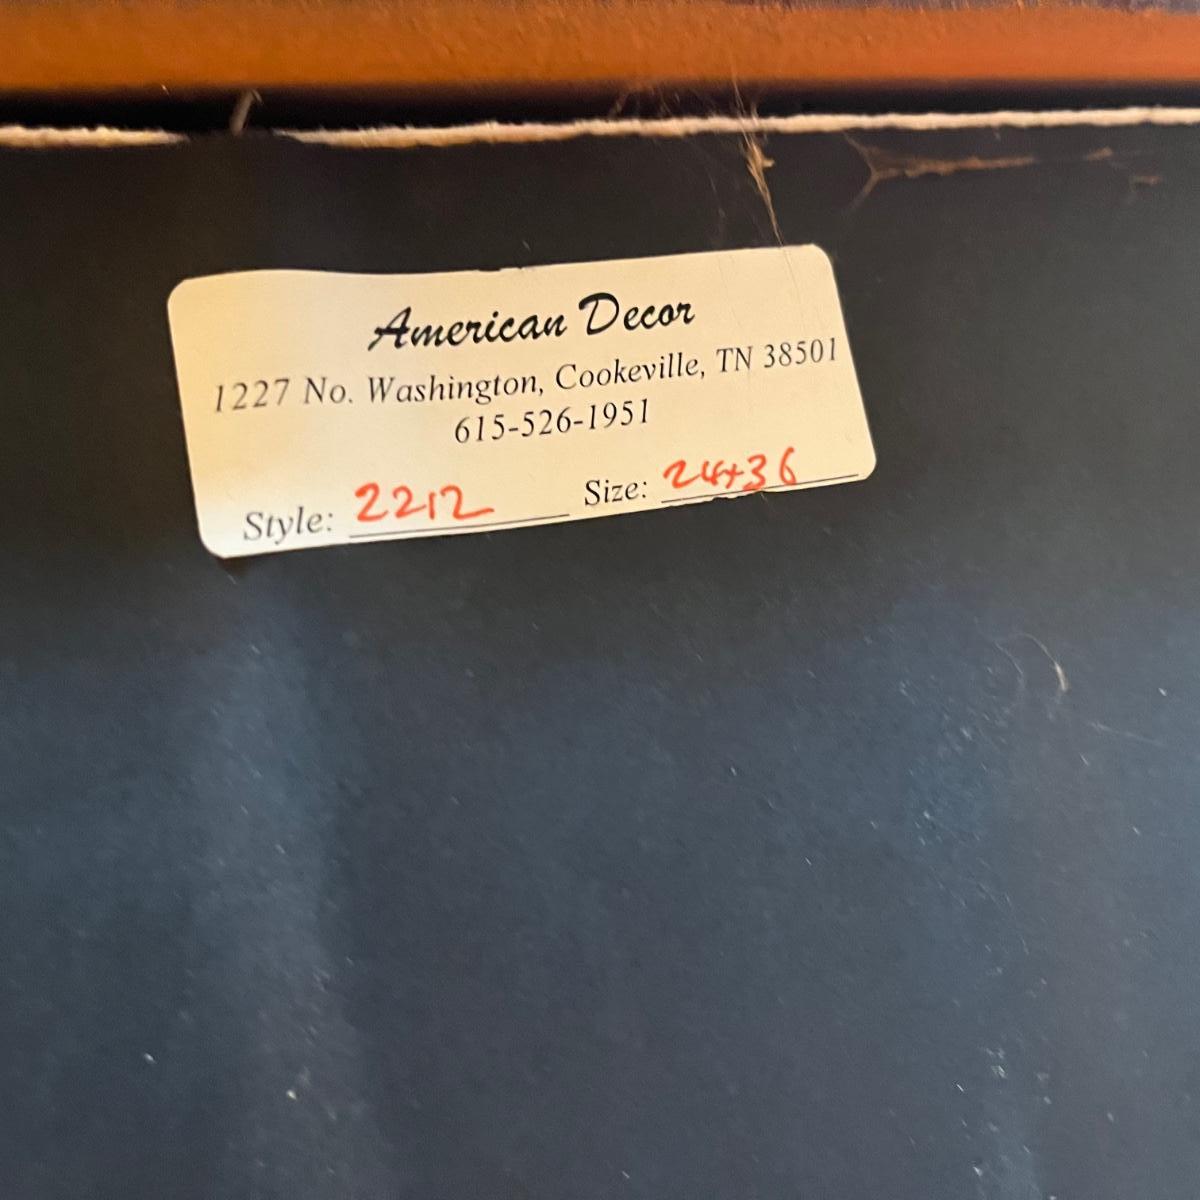 American Decor
1227 No. Washington, Cookeville, TN 38501
615-526-1951
Style: 2212 Size: 24x36